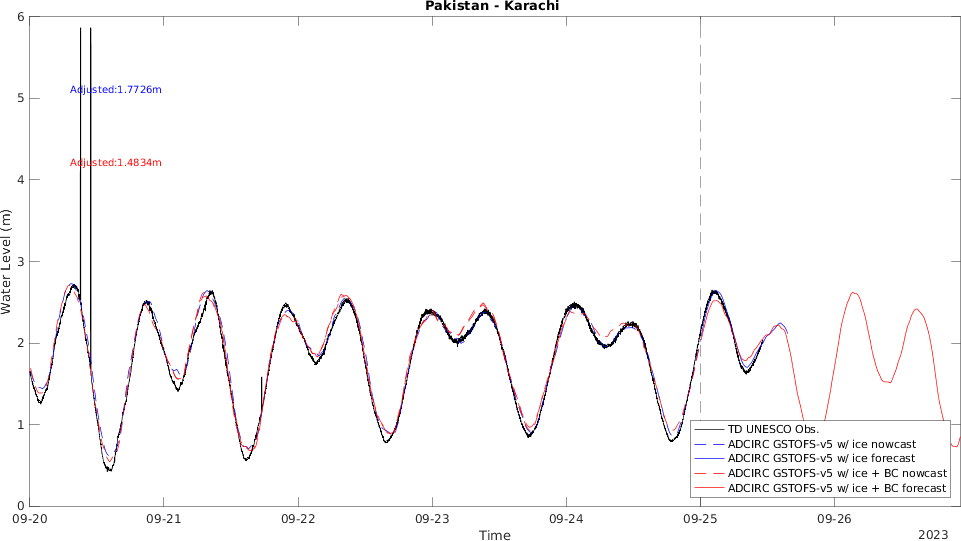 Pakistan - Karachi
6
5
4
3
2
1
0
Adjusted:1.7726m
Adjusted:1.4834m
Water Level (m)
TD UNESCO Obs.
ADCIRC GSTOFS-v5 w/ ice nowcast
ADCIRC GSTOFS-v5 w/ ice forecast
ADCIRC GSTOFS-v5 w/ ice + BC nowcast
ADCIRC GSTOFS-v5 w/ ice + BC forecast
09-20 09-21 09-22 09-23 09-24 09-25 09-26
Time
2023